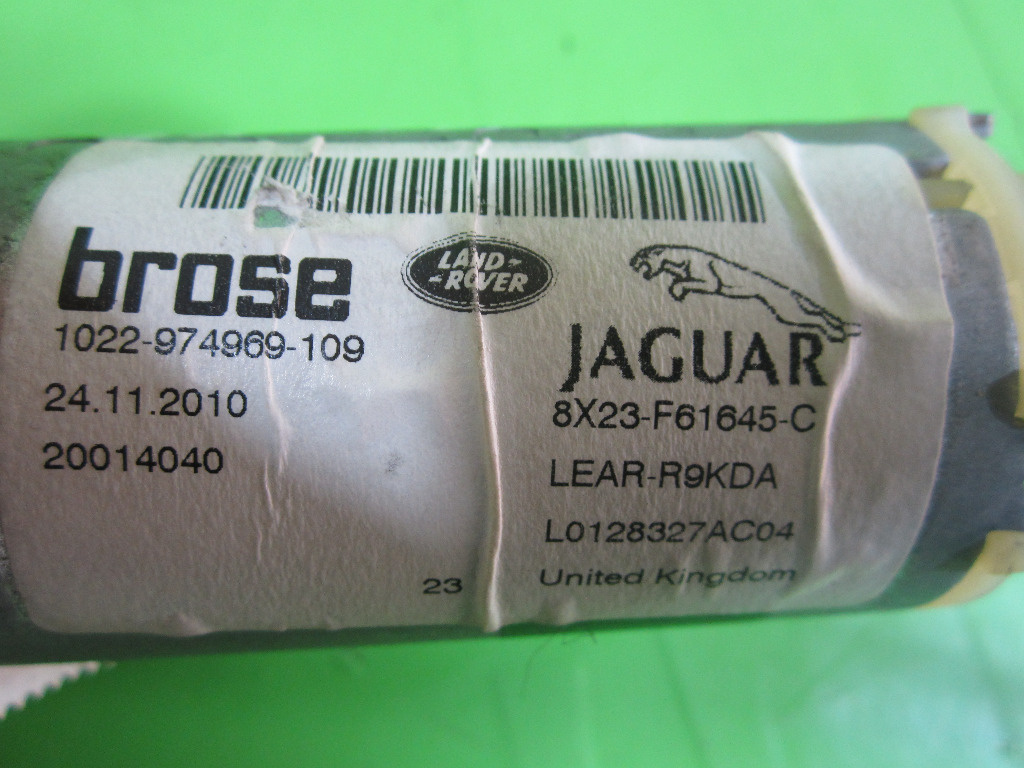 brose
1022-974969-109
24.11.2010
20014040
23
LAND-
-ROVER
JAGUAR
8X23-F61645-C
LEAR-R9KDA
L0128327AC04
United Kingdom